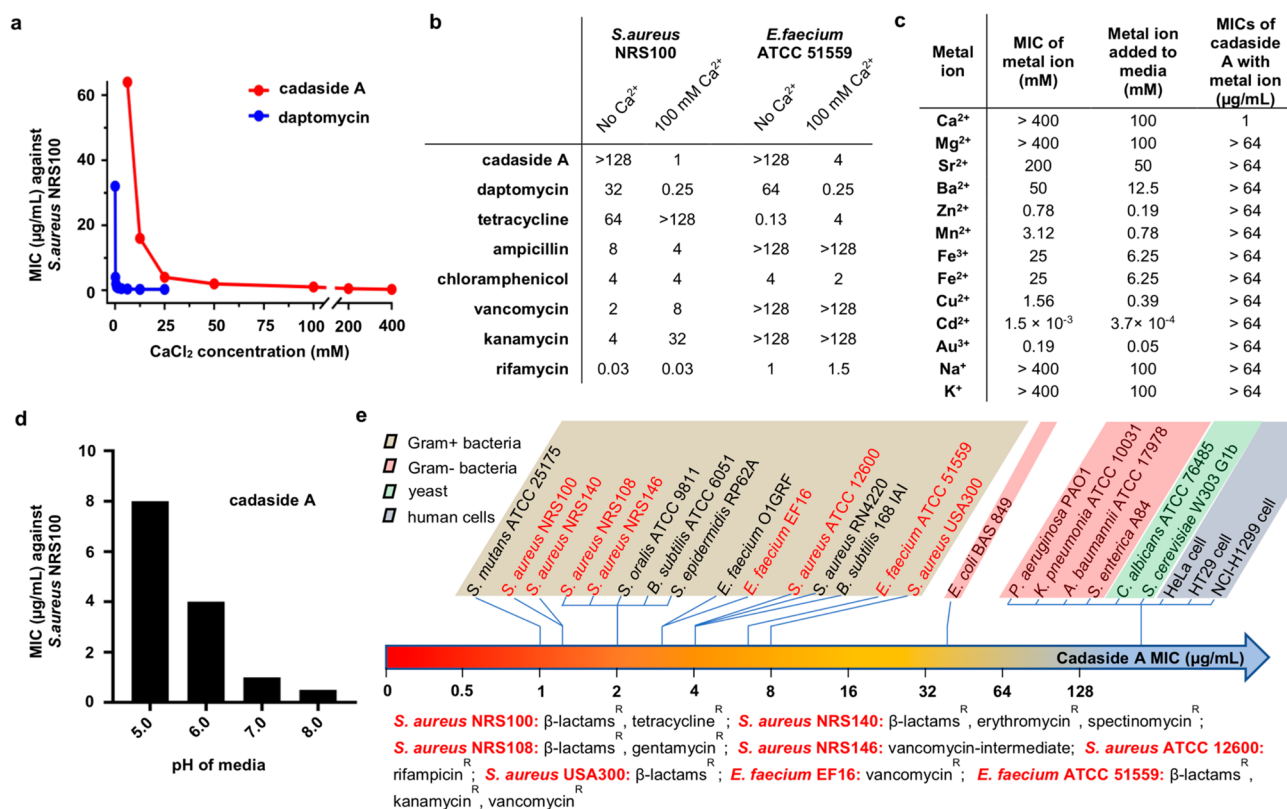 a
MIC (µg/mL) against
S.aureus NRS100
60
40
20
0
cadaside A
daptomycin
0 25 50 75 100 200 400
CaCl₂ concentration (mM)
b
S.aureus E.faecium
NRS100 ATCC 51559
No Ca²⁺ 100 mM Ca²⁺ No Ca²⁺ 100 mM Ca²⁺
cadaside A >128 1 >128 4
daptomycin 32 0.25 64 0.25
tetracycline 64 >128 0.13 4
ampicillin 8 4 >128 >128
chloramphenicol 4 4 4 2
vancomycin 2 8 >128 >128
kanamycin 4 32 >128 >128
rifamycin 0.03 0.03 1 1.5
c
Metal ion
MIC of metal ion (mM)
Metal ion added to media (mM)
MICs of cadaside A with metal ion (µg/mL)
Ca²⁺ > 400 100 1
Mg²⁺ > 400 100 > 64
Sr²⁺ 200 50 > 64
Ba²⁺ 50 12.5 > 64
Zn²⁺ 0.78 0.19 > 64
Mn²⁺ 3.12 0.78 > 64
Fe³⁺ 25 6.25 > 64
Fe²⁺ 25 6.25 > 64
Cu²⁺ 1.56 0.39 > 64
Cd²⁺ 1.5 × 10⁻³ 3.7× 10⁻⁴ > 64
Au³⁺ 0.19 0.05 > 64
Na⁺ > 400 100 > 64
K⁺ > 400 100 > 64
d
MIC (µg/mL) against
S.aureus NRS100
10
8
6
4
2
0
cadaside A
5.0 6.0 7.0 8.0
pH of media
e
Gram+ bacteria
Gram- bacteria
yeast
human cells
S. mutans ATCC 25175
S. aureus NRS100
S. aureus NRS140
S. aureus NRS108
S. aureus NRS146
S. oralis ATCC 9811
B. subtilis ATCC 6051
S. epidermidis RP62A
E. faecium O1GRF
E. faecium EF16
S. aureus ATCC 12600
S. aureus RN4220
B. subtilis 168 IAI
E. faecium ATCC 51559
S. aureus USA300
E. coli BAS 849
P. aeruginosa PAO1
K. pneumonia ATCC 10031
A. baumannii ATCC 17978
S. enterica A84
C. albicans ATCC 76485
S. cerevisiae W303 G1b
HeLa cell
HT29 cell
NCI-H1299 cell
Cadaside A MIC (µg/mL)
0 0.5 1 2 4 8 16 32 64 128
S. aureus NRS100: β-lactamsᴿ, tetracyclineᴿ; S. aureus NRS140: β-lactamsᴿ, erythromycinᴿ, spectinomycinᴿ;
S. aureus NRS108: β-lactamsᴿ, gentamycinᴿ; S. aureus NRS146: vancomycin-intermediate; S. aureus ATCC 12600:
rifampicinᴿ; S. aureus USA300: β-lactamsᴿ; E. faecium EF16: vancomycinᴿ; E. faecium ATCC 51559: β-lactamsᴿ,
kanamycinᴿ, vancomycinᴿ